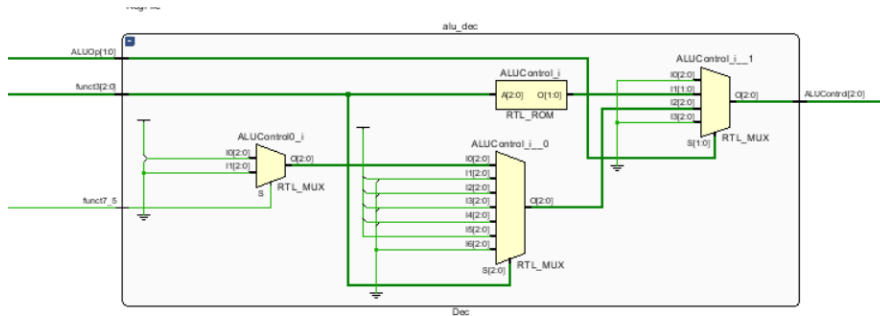 alu_dec
ALUOp[1:0]
funct3[2:0]
funct7_5
ALUControl0_i
I0[2:0]
I1[2:0]
O[2:0]
S
RTL_MUX
ALUControl_i
A[2:0]
O[1:0]
RTL_ROM
ALUControl_i__0
I0[2:0]
I1[2:0]
I2[2:0]
I3[2:0]
I4[2:0]
I5[2:0]
I6[2:0]
O[2:0]
S[2:0]
RTL_MUX
ALUControl_i__1
I0[2:0]
I1[1:0]
I2[2:0]
I3[2:0]
O[2:0]
S[1:0]
RTL_MUX
ALUControl[2:0]
Dec